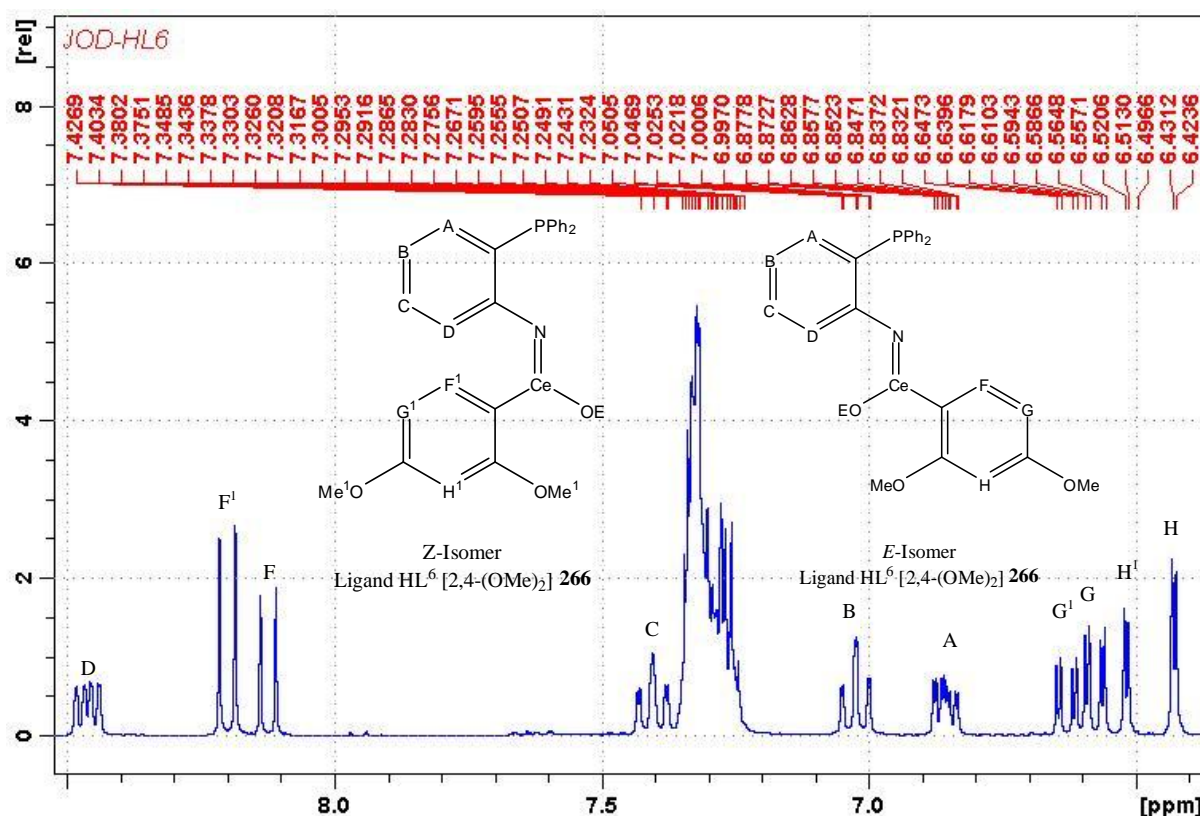 [rel]
JOD-HL6
7.4269 7.4034 7.3802 7.3751 7.3485 7.3436 7.3378 7.3303 7.3260 7.3208 7.3167 7.3005 7.2953 7.2916 7.2865 7.2830 7.2756 7.2671 7.2595 7.2555 7.2507 7.2491 7.2431 7.2324 7.0505 7.0469 7.0253 7.0218 7.0006 6.9970 6.8778 6.8727 6.8628 6.8577 6.8523 6.8471 6.8372 6.8321 6.6473 6.6396 6.6179 6.6103 6.5943 6.5866 6.5648 6.5571 6.5206 6.5130 6.4966 6.4312 6.4236
8
6
4
2
0
A
PPh₂
B
C
D
N
F¹
Ce
G¹
OE
Me¹O
H¹
OMe¹
Z-Isomer
Ligand HL⁶ [2,4-(OMe)₂] 266
A
PPh₂
B
C
D
N
Ce
F
EO
G
MeO
H
OMe
E-Isomer
Ligand HL⁶ [2,4-(OMe)₂] 266
D
F¹
F
C
B
A
G¹
G
H¹
H
8.0 7.5 7.0 [ppm]